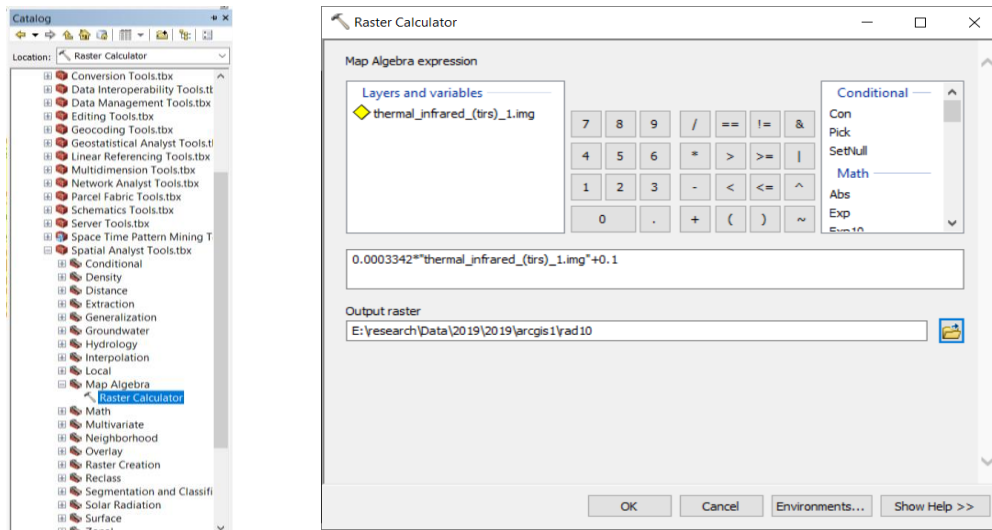 Catalog
Location: Raster Calculator
Conversion Tools.tbx
Data Interoperability Tools.tb
Data Management Tools.tbx
Editing Tools.tbx
Geocoding Tools.tbx
Geostatistical Analyst Tools.tl
Linear Referencing Tools.tbx
Multidimension Tools.tbx
Network Analyst Tools.tbx
Parcel Fabric Tools.tbx
Schematics Tools.tbx
Server Tools.tbx
Space Time Pattern Mining T
Spatial Analyst Tools.tbx
Conditional
Density
Distance
Extraction
Generalization
Groundwater
Hydrology
Interpolation
Local
Map Algebra
Raster Calculator
Math
Multivariate
Neighborhood
Overlay
Raster Creation
Reclass
Segmentation and Classifi
Solar Radiation
Surface
Raster Calculator
Map Algebra expression
Layers and variables
thermal_infrared_(tirs)_1.img
7 8 9 / == != &
4 5 6 * > >= |
1 2 3 - < <= ^
0 . + ( ) ~
Conditional
Con
Pick
SetNull
Math
Abs
Exp
Exp10
0.0003342*"thermal_infrared_(tirs)_1.img"+0.1
Output raster
E:\research\Data\2019\2019\arcgis1\rad10
OK Cancel Environments... Show Help >>